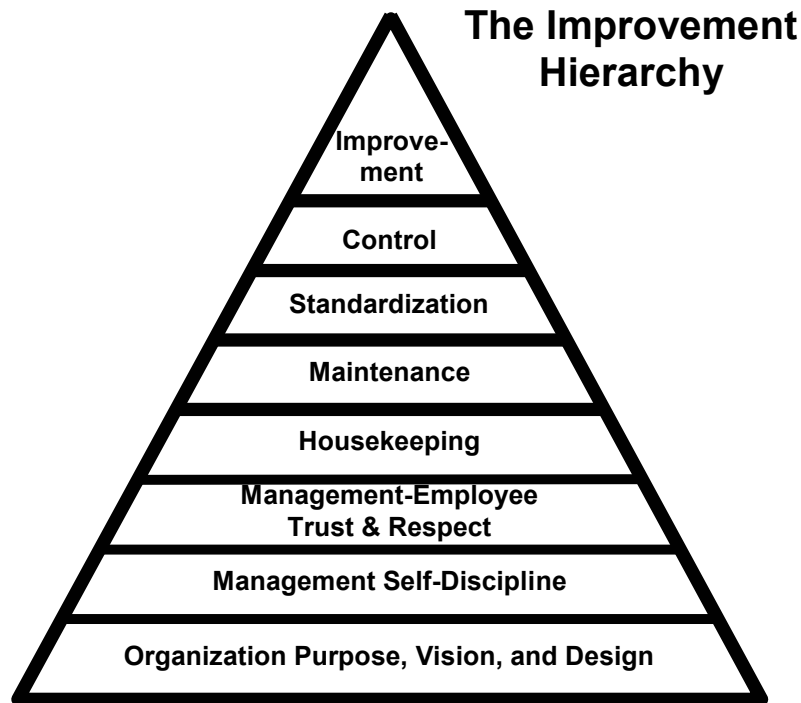 The Improvement
Hierarchy
Improve-
ment
Control
Standardization
Maintenance
Housekeeping
Management-Employee
Trust & Respect
Management Self-Discipline
Organization Purpose, Vision, and Design